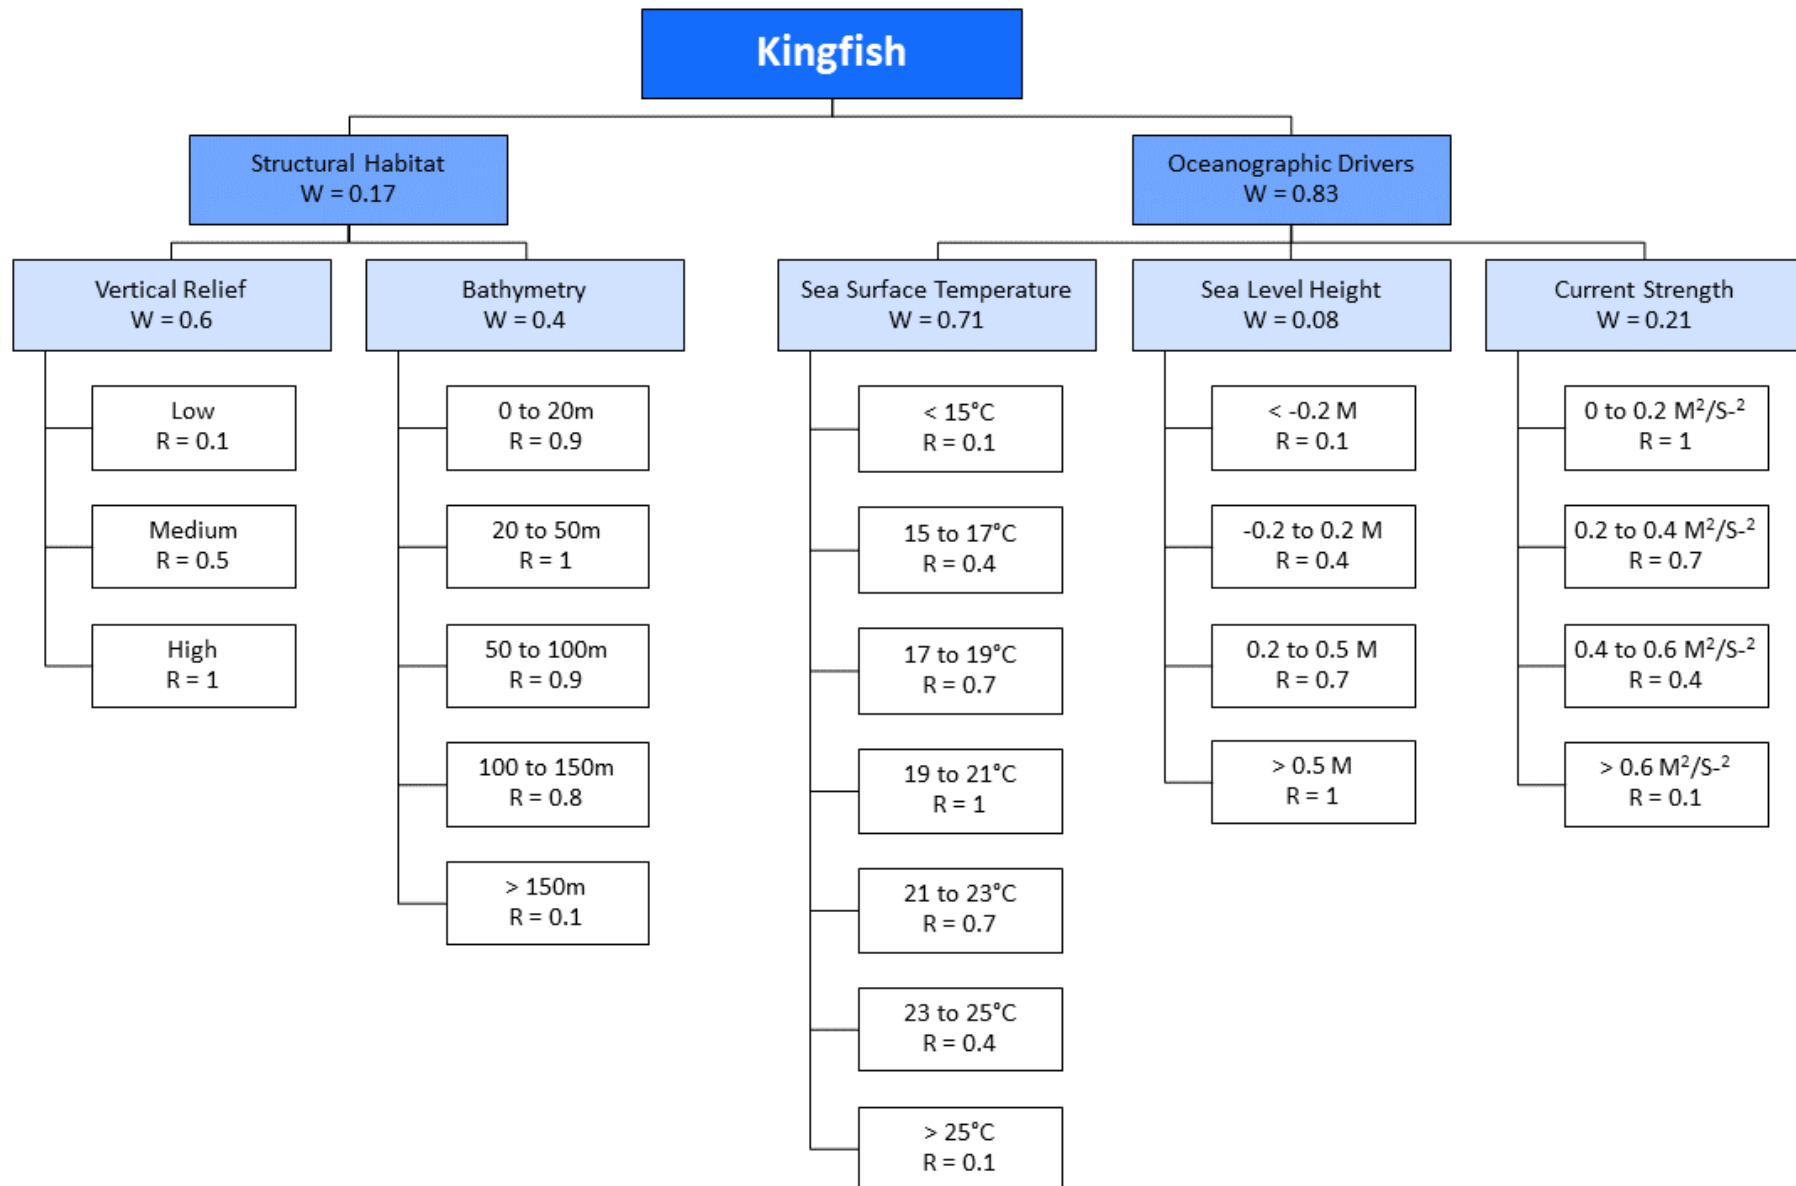 Kingfish
Structural Habitat
W = 0.17
Oceanographic Drivers
W = 0.83
Vertical Relief
W = 0.6
Bathymetry
W = 0.4
Sea Surface Temperature
W = 0.71
Sea Level Height
W = 0.08
Current Strength
W = 0.21
Low
R = 0.1
Medium
R = 0.5
High
R = 1
0 to 20m
R = 0.9
20 to 50m
R = 1
50 to 100m
R = 0.9
100 to 150m
R = 0.8
> 150m
R = 0.1
< 15°C
R = 0.1
15 to 17°C
R = 0.4
17 to 19°C
R = 0.7
19 to 21°C
R = 1
21 to 23°C
R = 0.7
23 to 25°C
R = 0.4
> 25°C
R = 0.1
< -0.2 M
R = 0.1
-0.2 to 0.2 M
R = 0.4
0.2 to 0.5 M
R = 0.7
> 0.5 M
R = 1
0 to 0.2 M²/S-²
R = 1
0.2 to 0.4 M²/S-²
R = 0.7
0.4 to 0.6 M²/S-²
R = 0.4
> 0.6 M²/S-²
R = 0.1